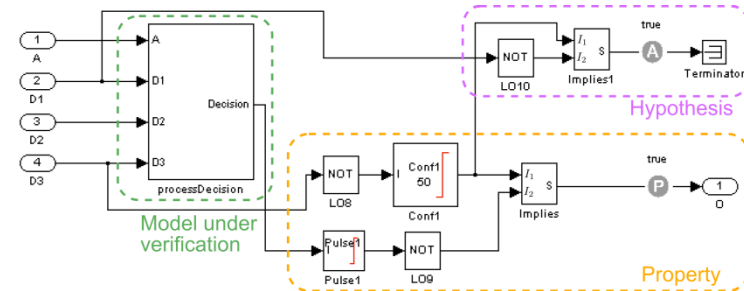 true
1
A
A
D1
Decision
D2
D3
processDecision
2
D1
3
D2
4
D3
NOT
LO10
I1
I2
S
Implies1
A
Terminator
Hypothesis
true
NOT
LO8
I
Conf1
50
Conf1
I1
I2
S
Implies
P
1
O
Model under
verification
Pulse1
I
Pulse1
NOT
LO9
Property